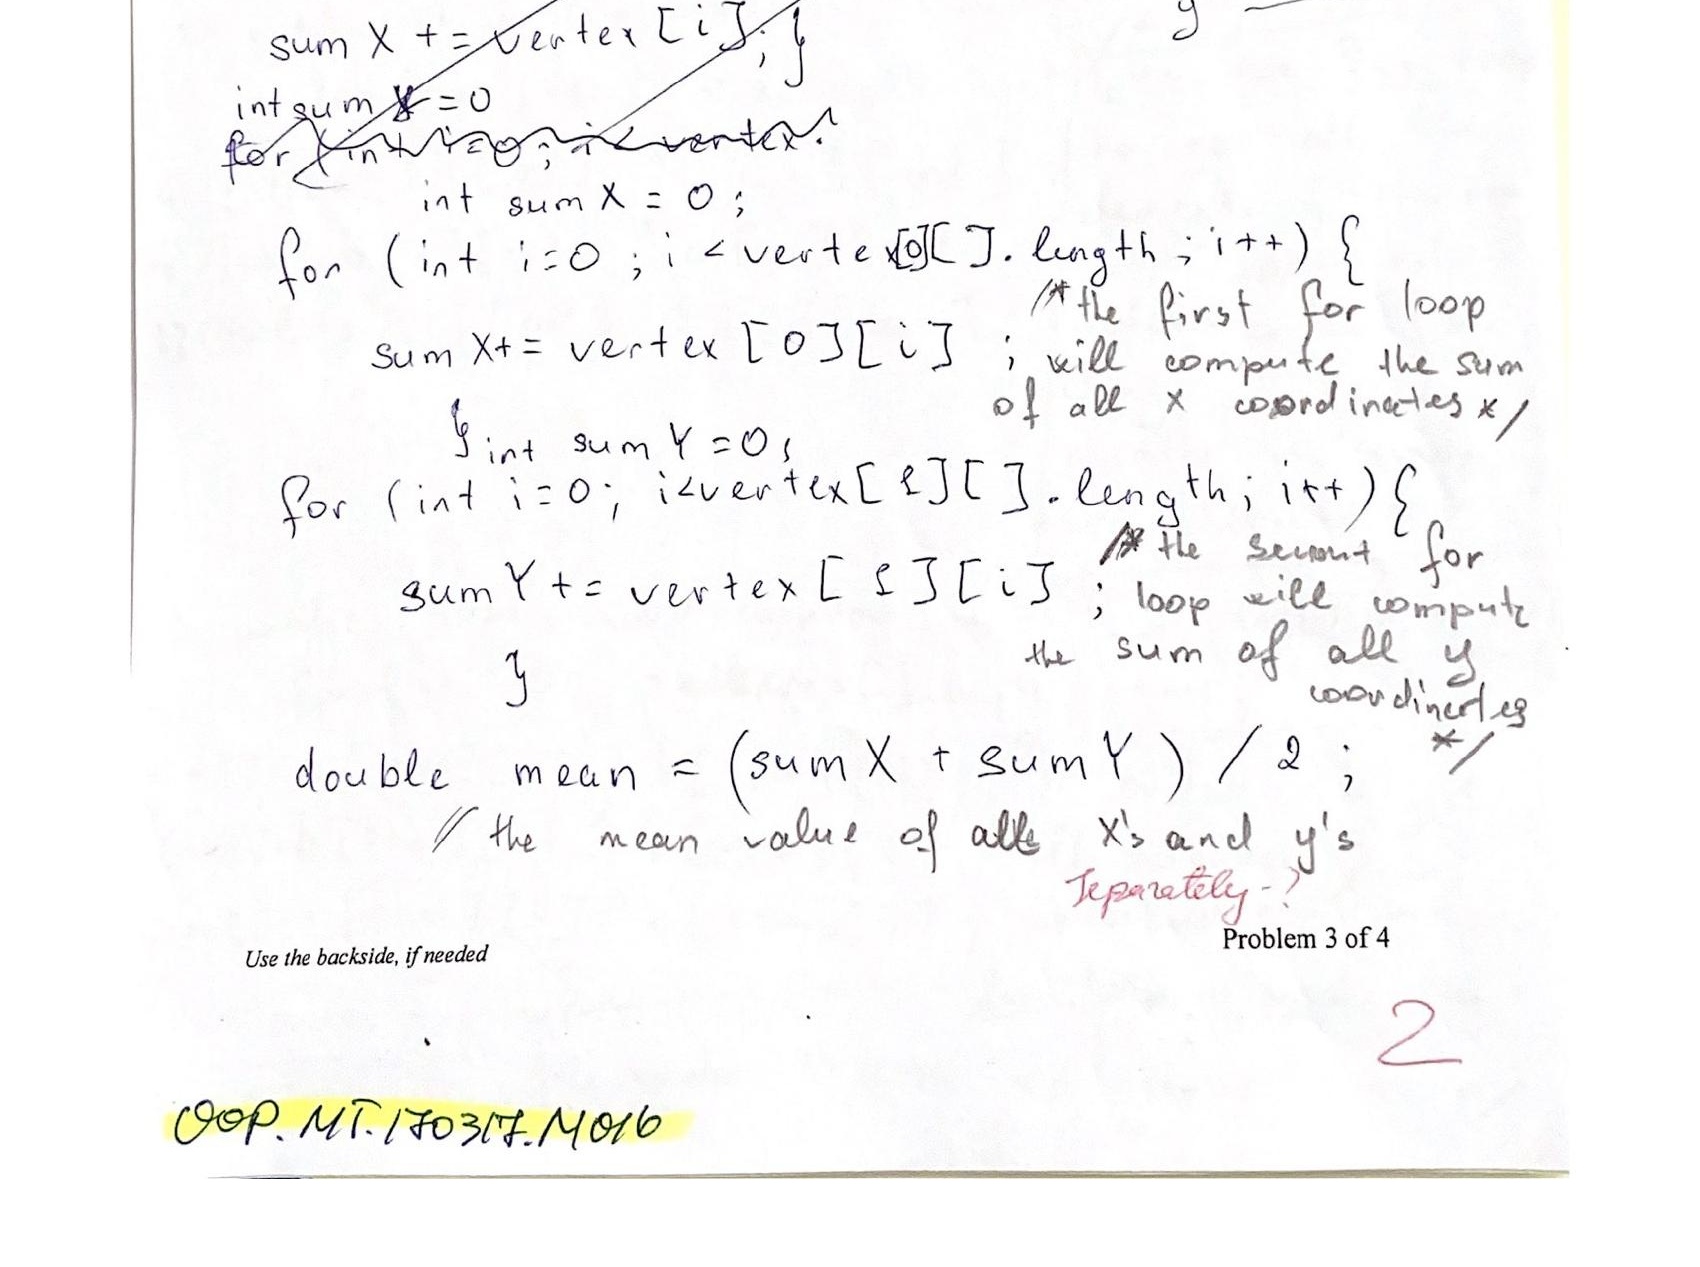 sum X += vertex [i]; }
y
int sum Y = 0
for (int i=0; i< vertex.
int sum X = 0 ;
for (int i=0 ; i < vertex[0][ ]. length ; i++) {
/* the first for loop
sum X+ = vertex [0][i] ; will compute the sum
of all x coordinates */
} int sum Y =0;
for (int i=0; i<vertex[1][ ]. length; i++) {
/* the second for
sum Y += vertex [1][i] ; loop will compute
} the sum of all y
coordinates
double mean = (sum X + sum Y ) / 2 ; */
// the mean value of all X's and y's
Separately - ?
Problem 3 of 4
Use the backside, if needed
2
OOP. MT. 170317. M016